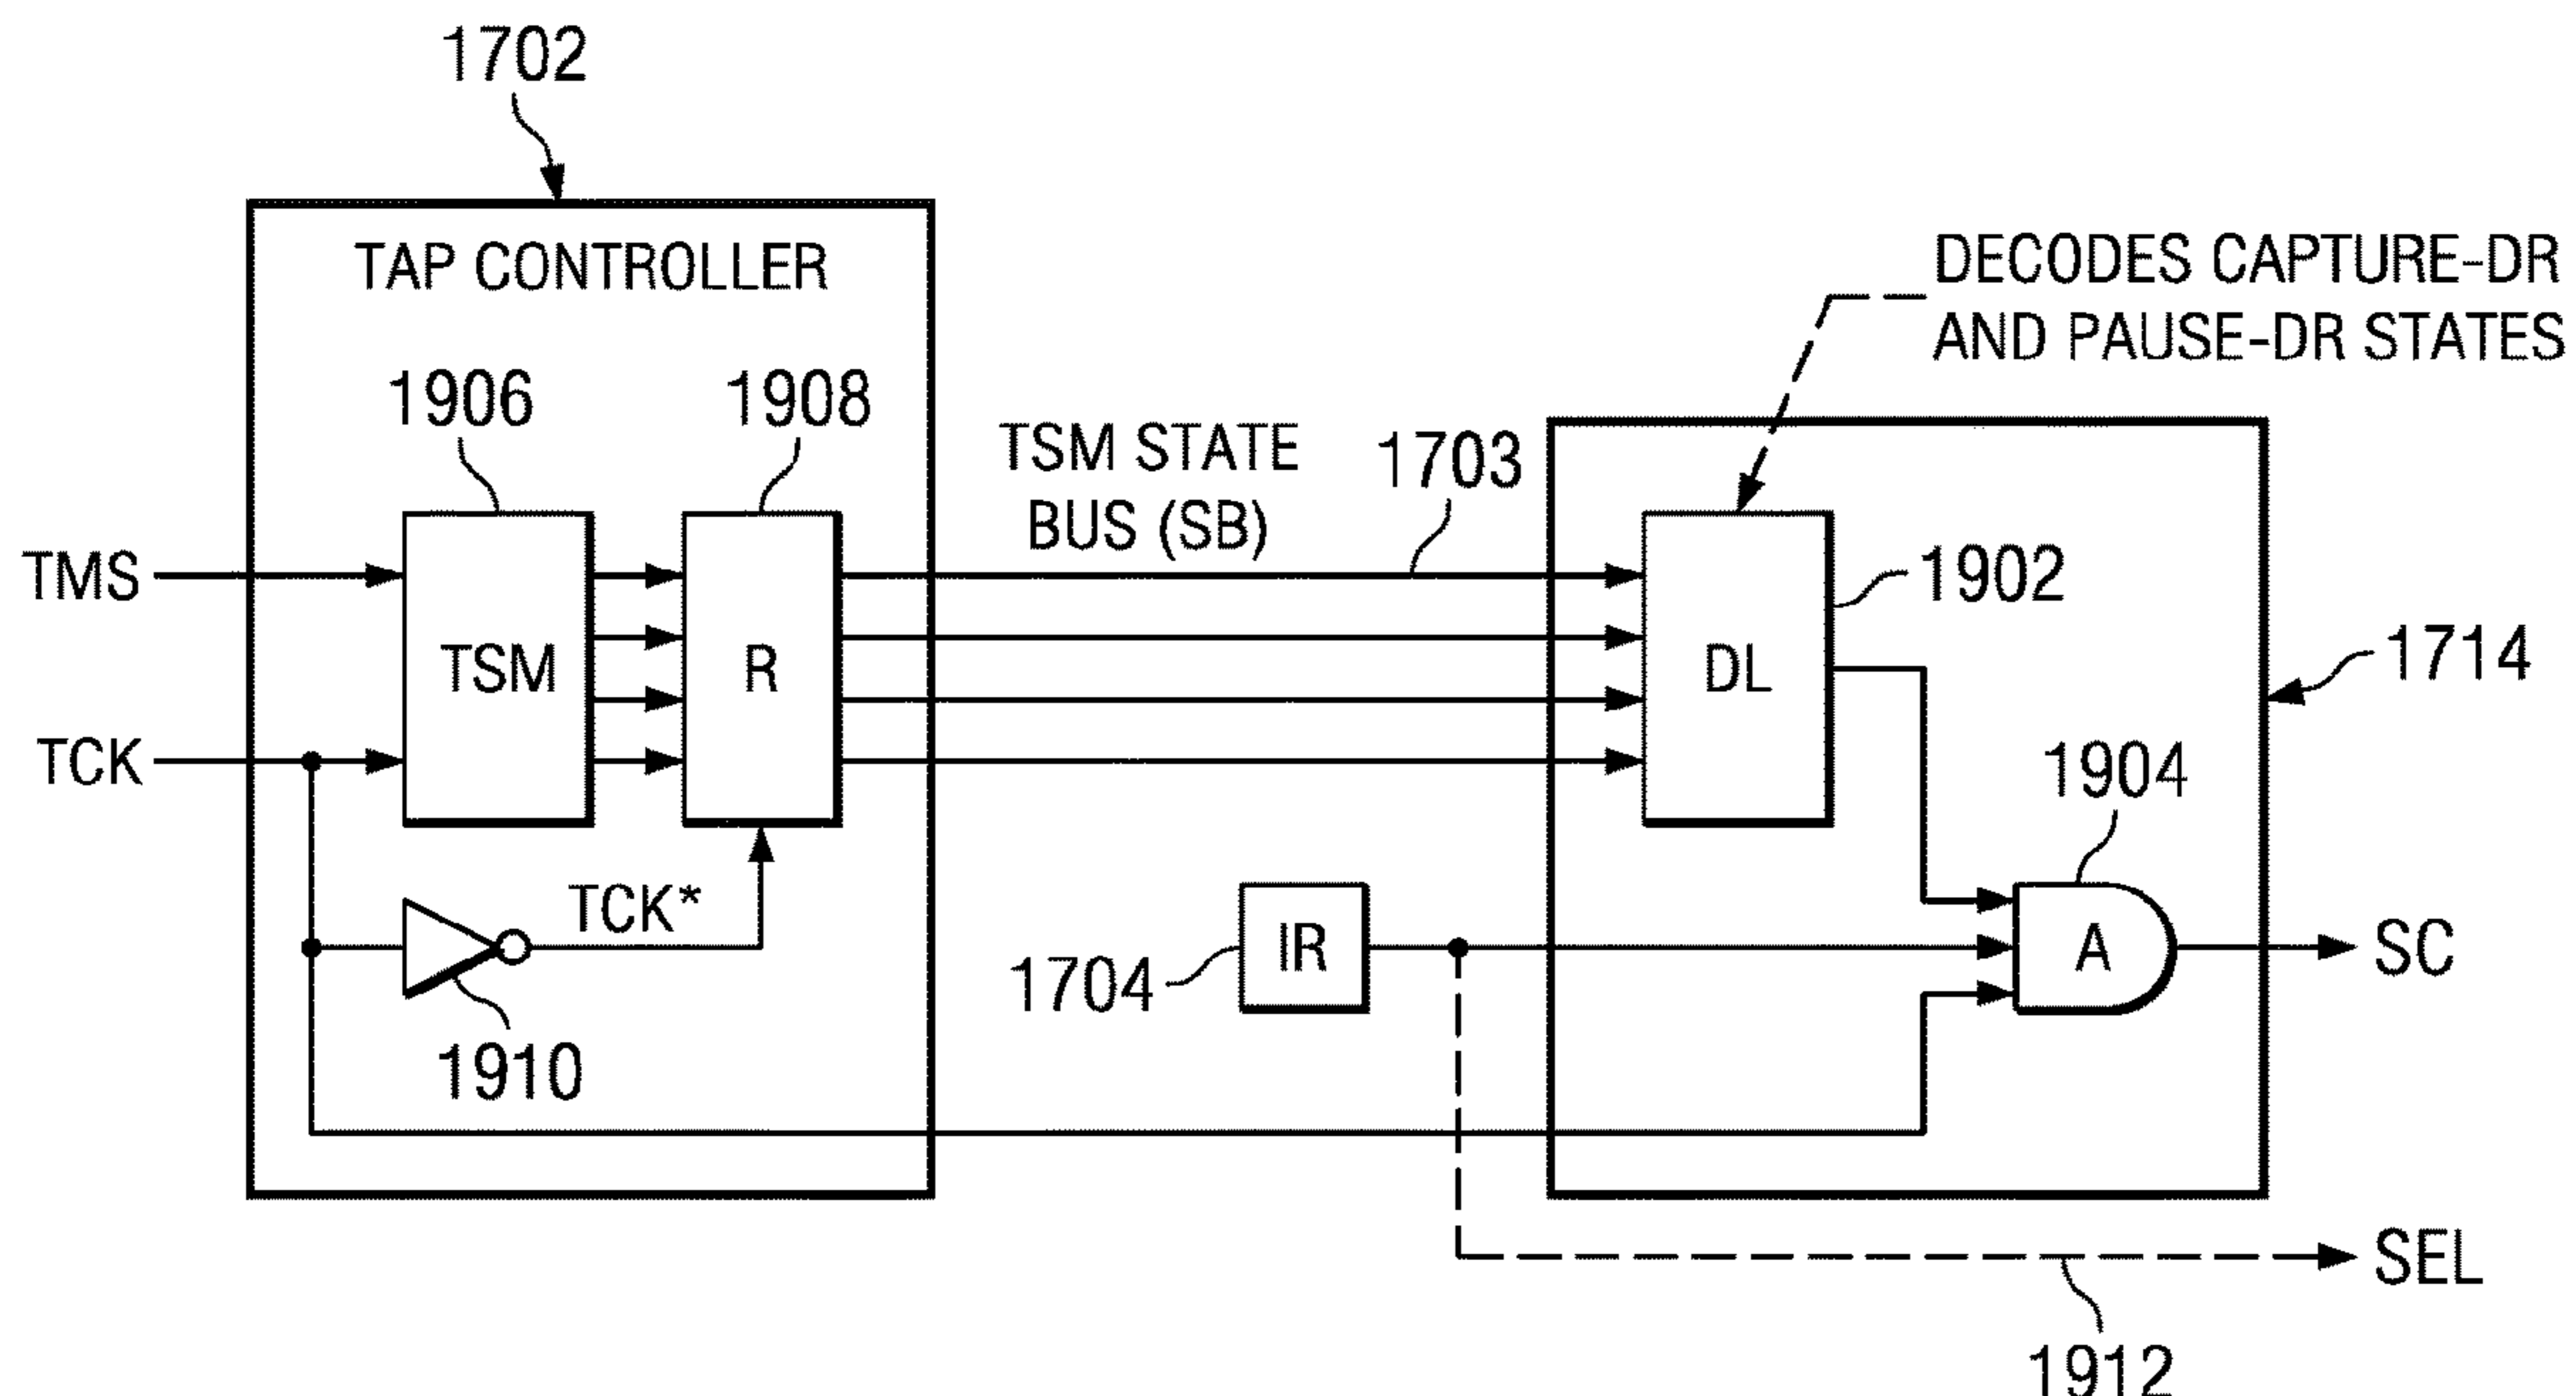 1702
TAP CONTROLLER
DECODES CAPTURE-DR
AND PAUSE-DR STATES
1906
1908
TSM STATE
BUS (SB)
1703
1902
TMS
TSM
R
DL
1714
TCK
1904
TCK*
1910
1704
IR
A
SC
SEL
1912